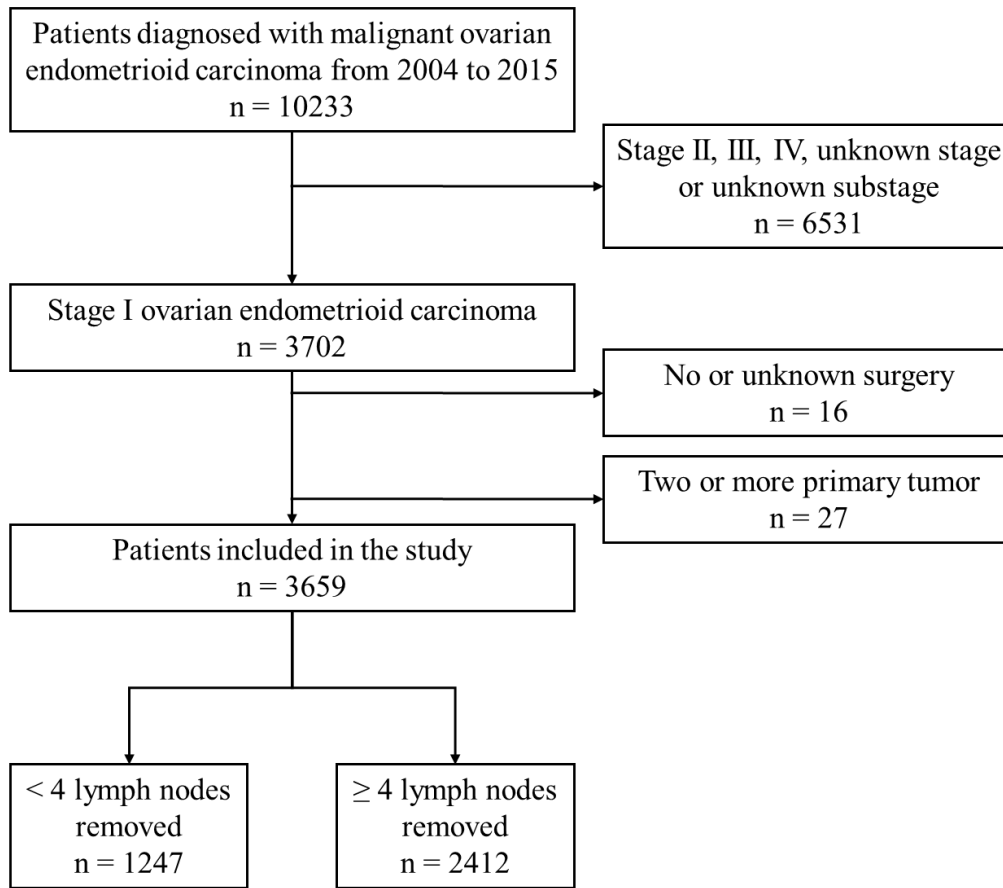 Patients diagnosed with malignant ovarian
endometrioid carcinoma from 2004 to 2015
n = 10233
Stage II, III, IV, unknown stage
or unknown substage
n = 6531
Stage I ovarian endometrioid carcinoma
n = 3702
No or unknown surgery
n = 16
Two or more primary tumor
n = 27
Patients included in the study
n = 3659
< 4 lymph nodes
removed
n = 1247
≥ 4 lymph nodes
removed
n = 2412